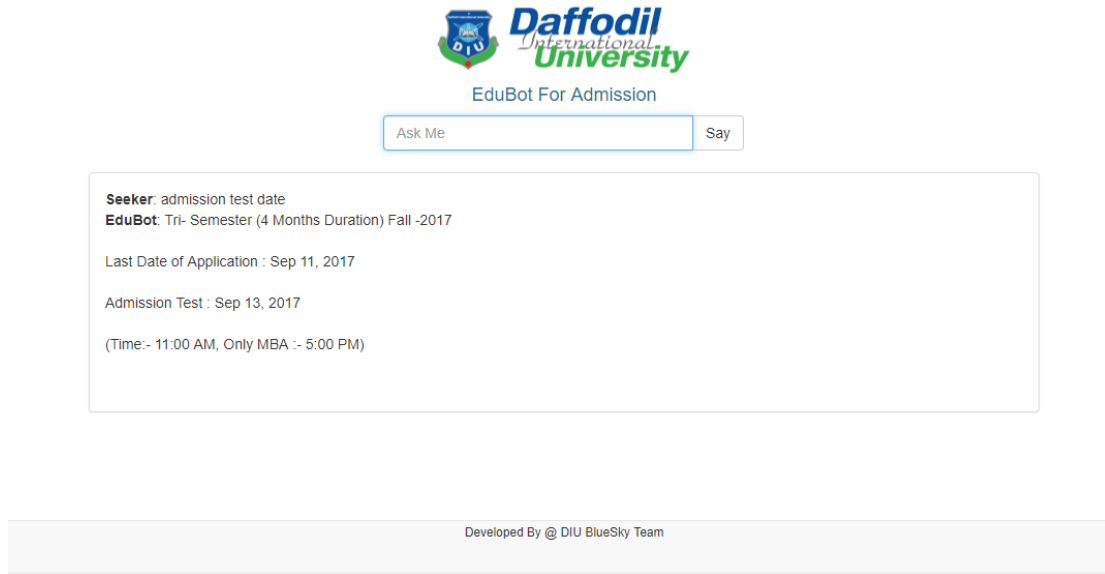 DIU
Daffodil
International
University
EduBot For Admission
Ask Me
Say
Seeker: admission test date
EduBot: Tri- Semester (4 Months Duration) Fall -2017
Last Date of Application : Sep 11, 2017
Admission Test : Sep 13, 2017
(Time:- 11:00 AM, Only MBA :- 5:00 PM)
Developed By @ DIU BlueSky Team